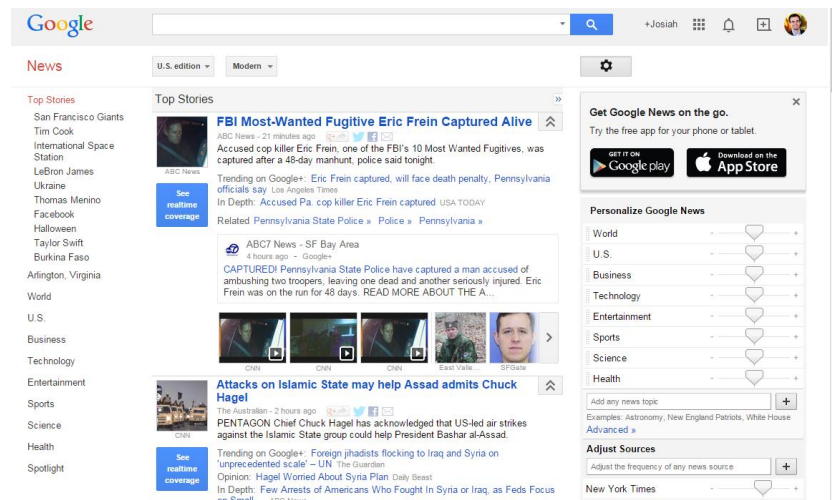 Google
+Josiah
News
U.S. edition
Modern
Top Stories
San Francisco Giants
Tim Cook
International Space
Station
LeBron James
Ukraine
Thomas Menino
Facebook
Halloween
Taylor Swift
Burkina Faso
Arlington, Virginia
World
U.S.
Business
Technology
Entertainment
Sports
Science
Health
Spotlight
Top Stories »
FBI Most-Wanted Fugitive Eric Frein Captured Alive
ABC News - 21 minutes ago
Accused cop killer Eric Frein, one of the FBI's 10 Most Wanted Fugitives, was
captured after a 48-day manhunt, police said tonight.
ABC News
See
realtime
coverage
Trending on Google+: Eric Frein captured, will face death penalty, Pennsylvania
officials say Los Angeles Times
In Depth: Accused Pa. cop killer Eric Frein captured USA TODAY
Related Pennsylvania State Police » Police » Pennsylvania »
ABC7 News - SF Bay Area
4 hours ago - Google+
CAPTURED! Pennsylvania State Police have captured a man accused of
ambushing two troopers, leaving one dead and another seriously injured. Eric
Frein was on the run for 48 days. READ MORE ABOUT THE A...
CNN
CNN
CNN
East Valle...
SFGate
Attacks on Islamic State may help Assad admits Chuck
Hagel
The Australian - 2 hours ago
PENTAGON Chief Chuck Hagel has acknowledged that US-led air strikes
against the Islamic State group could help President Bashar al-Assad.
CNN
See
realtime
coverage
Trending on Google+: Foreign jihadists flocking to Iraq and Syria on
'unprecedented scale' – UN The Guardian
Opinion: Hagel Worried About Syria Plan Daily Beast
In Depth: Few Arrests of Americans Who Fought In Syria or Iraq, as Feds Focus
Get Google News on the go.
Try the free app for your phone or tablet.
GET IT ON
Google play
Download on the
App Store
Personalize Google News
World - +
U.S. - +
Business - +
Technology - +
Entertainment - +
Sports - +
Science - +
Health - +
Add any news topic +
Examples: Astronomy, New England Patriots, White House
Advanced »
Adjust Sources
Adjust the frequency of any news source +
New York Times - +